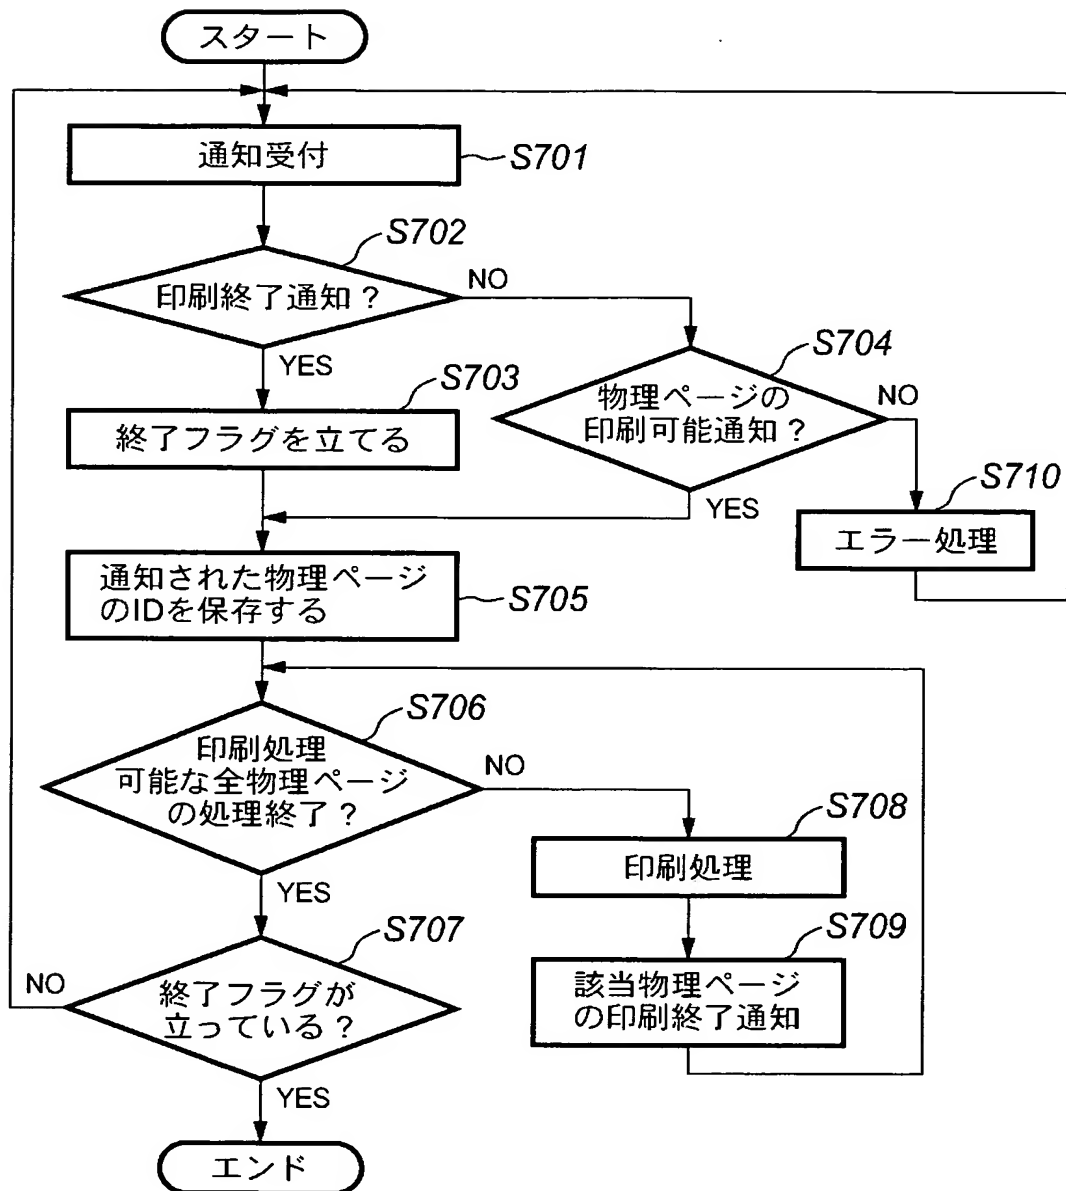 スタート
通知受付
S701
S702
印刷終了通知?
NO
YES
S703
終了フラグを立てる
S704
物理ページの
印刷可能通知?
NO
YES
S710
エラー処理
通知された物理ページ
のIDを保存する
S705
S706
印刷処理
可能な全物理ページ
の処理終了?
NO
YES
S708
印刷処理
S709
該当物理ページ
の印刷終了通知
S707
終了フラグが
立っている?
NO
YES
エンド